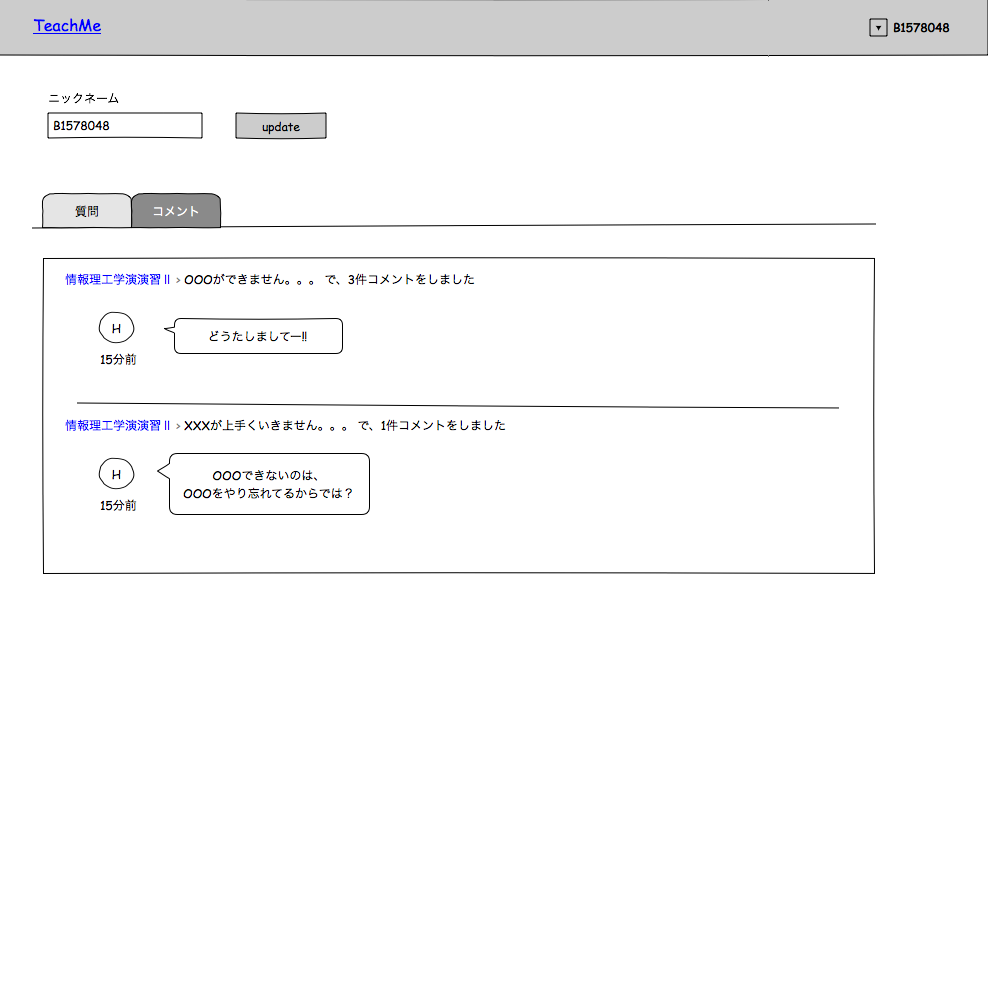 TeachMe
▾ B1578048
ニックネーム
B1578048
update
質問 コメント
情報理工学演演習Ⅱ > OOOができません。。。 で、3件コメントをしました
H
どうたしましてー!!
15分前
情報理工学演演習Ⅱ > XXXが上手くいきません。。。 で、1件コメントをしました
H
OOOできないのは、
OOOをやり忘れてるからでは？
15分前